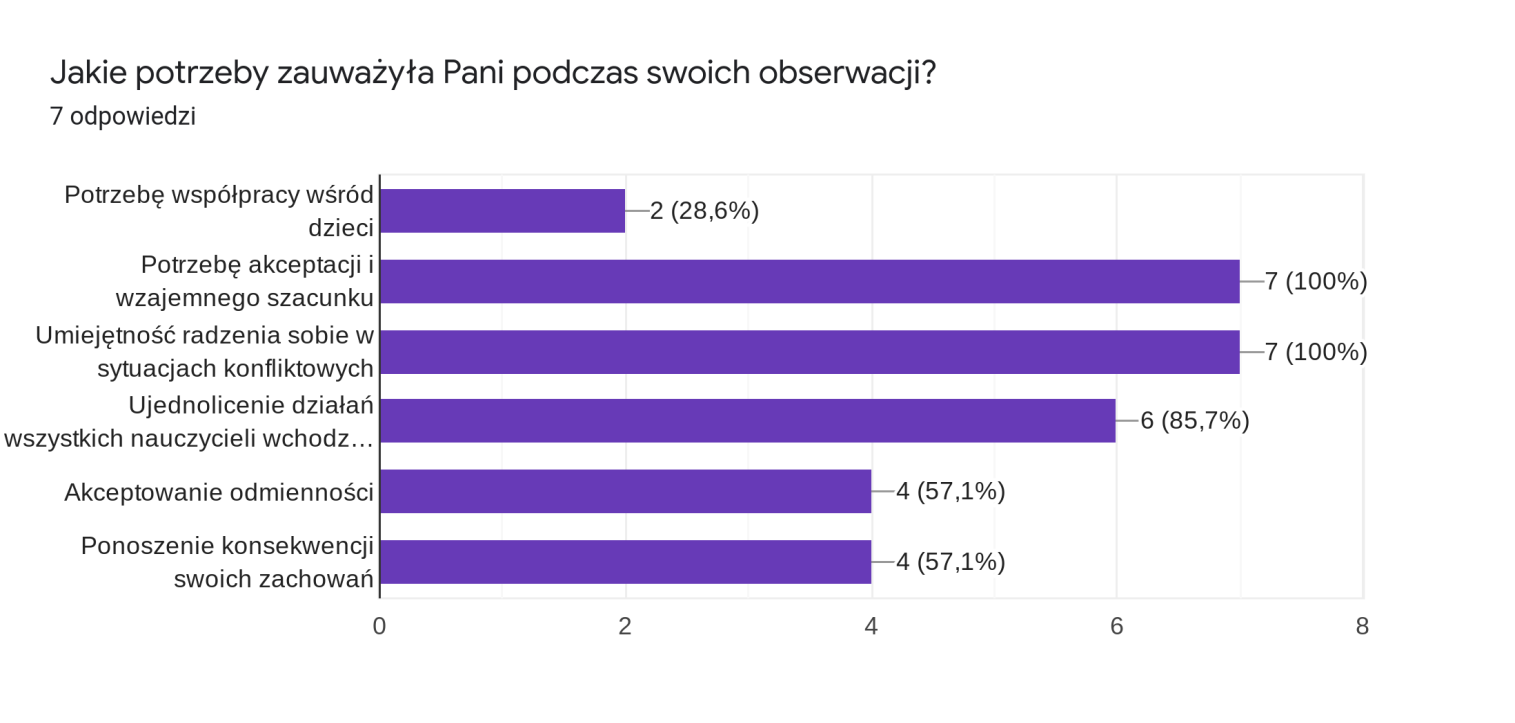 Jakie potrzeby zauważyła Pani podczas swoich obserwacji?
7 odpowiedzi
Potrzebę współpracy wśród
dzieci
2 (28,6%)
Potrzebę akceptacji i
wzajemnego szacunku
7 (100%)
Umiejętność radzenia sobie w
sytuacjach konfliktowych
7 (100%)
Ujednolicenie działań
wszystkich nauczycieli wchodz…
6 (85,7%)
Akceptowanie odmienności
4 (57,1%)
Ponoszenie konsekwencji
swoich zachowań
4 (57,1%)
0 2 4 6 8